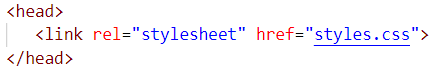 <head>
<link rel="stylesheet" href="styles.css">
</head>